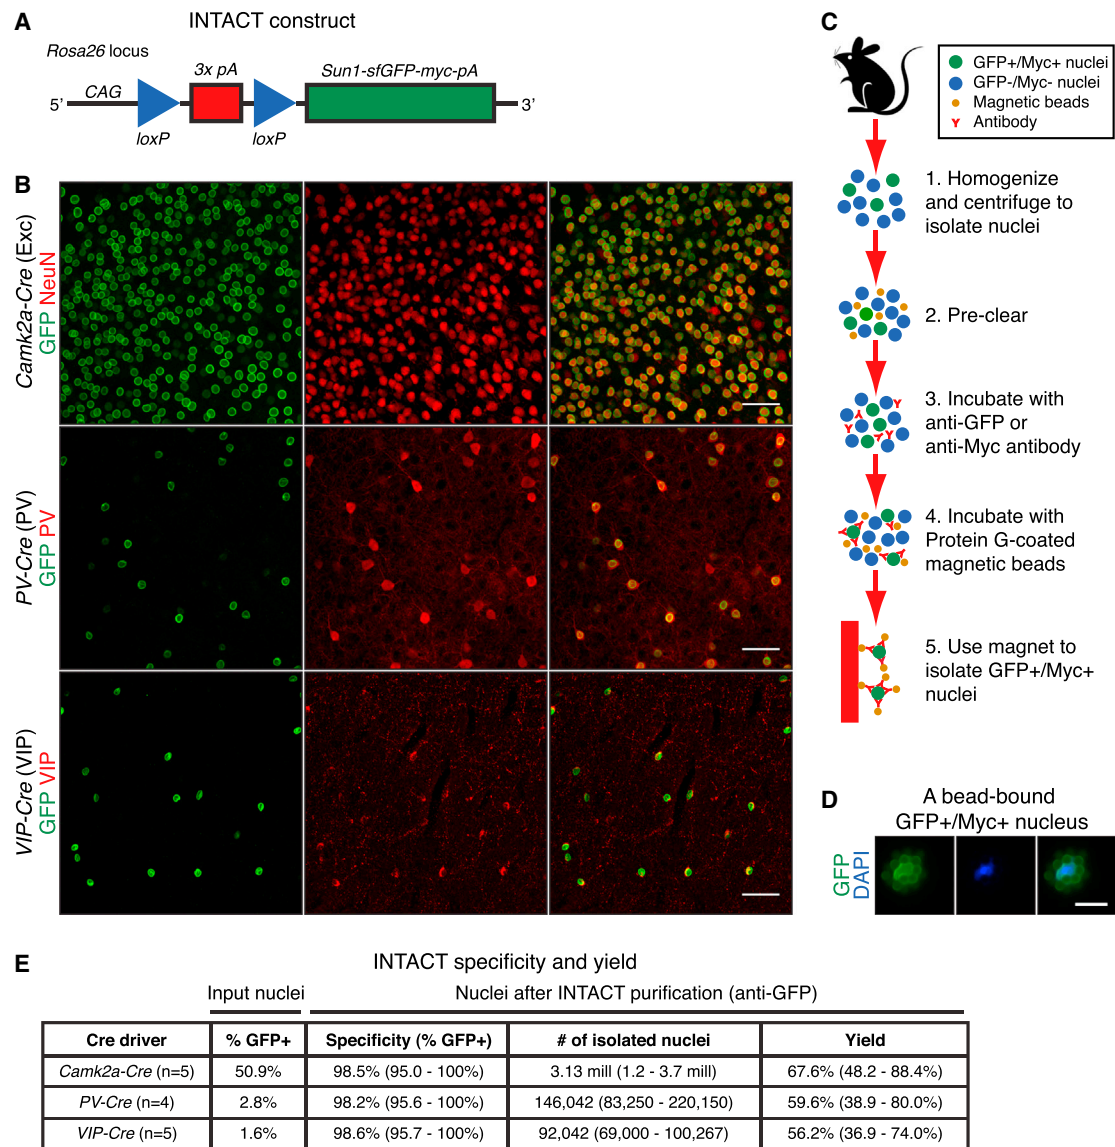 A
INTACT construct
Rosa26 locus
5’
CAG
loxP
3x pA
loxP
Sun1-sfGFP-myc-pA
3’
B
Camk2a-Cre (Exc)
GFP NeuN
PV-Cre (PV)
GFP PV
VIP-Cre (VIP)
GFP VIP
C
GFP+/Myc+ nuclei
GFP-/Myc- nuclei
Magnetic beads
Antibody
1. Homogenize
and centrifuge to
isolate nuclei
2. Pre-clear
3. Incubate with
anti-GFP or
anti-Myc antibody
4. Incubate with
Protein G-coated
magnetic beads
5. Use magnet to
isolate GFP+/Myc+
nuclei
D
A bead-bound
GFP+/Myc+ nucleus
GFP
DAPI
E
INTACT specificity and yield
Input nuclei
Nuclei after INTACT purification (anti-GFP)
Cre driver % GFP+ Specificity (% GFP+) # of isolated nuclei Yield
Camk2a-Cre (n=5) 50.9% 98.5% (95.0 - 100%) 3.13 mill (1.2 - 3.7 mill) 67.6% (48.2 - 88.4%)
PV-Cre (n=4) 2.8% 98.2% (95.6 - 100%) 146,042 (83,250 - 220,150) 59.6% (38.9 - 80.0%)
VIP-Cre (n=5) 1.6% 98.6% (95.7 - 100%) 92,042 (69,000 - 100,267) 56.2% (36.9 - 74.0%)